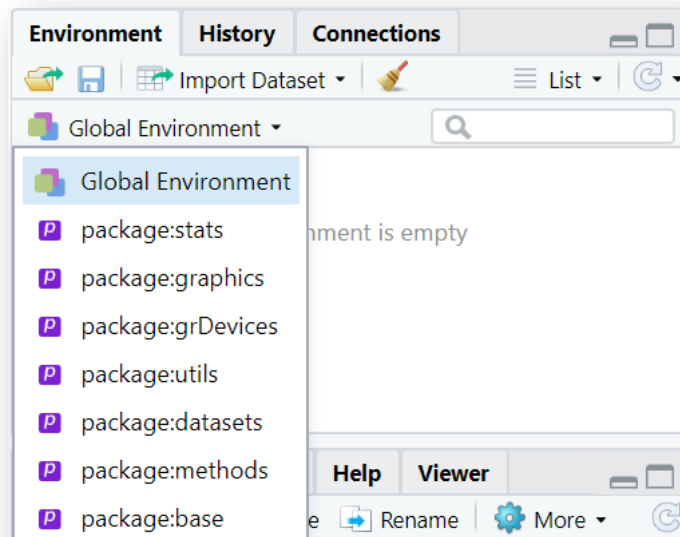 Environment History Connections
Import Dataset List
Global Environment
Global Environment
package:stats
nment is empty
package:graphics
package:grDevices
package:utils
package:datasets
package:methods
Help Viewer
package:base
e Rename More